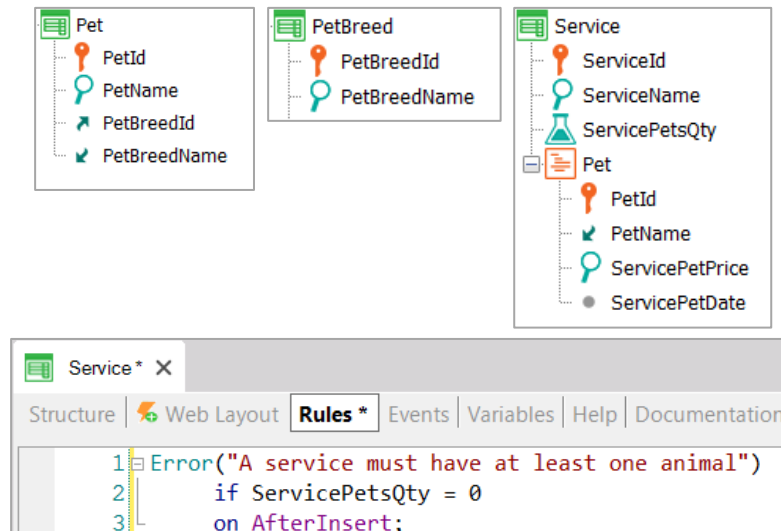 Pet
PetId
PetName
PetBreedId
PetBreedName
PetBreed
PetBreedId
PetBreedName
Service
ServiceId
ServiceName
ServicePetsQty
Pet
PetId
PetName
ServicePetPrice
ServicePetDate
Service* X
Structure | Web Layout | Rules * | Events | Variables | Help | Documentation
1 Error("A service must have at least one animal")
2 if ServicePetsQty = 0
3 on AfterInsert;